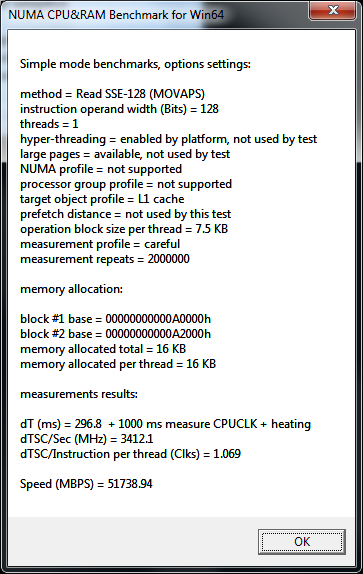 NUMA CPU&RAM Benchmark for Win64
Simple mode benchmarks, options settings:
method = Read SSE-128 (MOVAPS)
instruction operand width (Bits) = 128
threads = 1
hyper-threading = enabled by platform, not used by test
large pages = available, not used by test
NUMA profile = not supported
processor group profile = not supported
target object profile = L1 cache
prefetch distance = not used by this test
operation block size per thread = 7.5 KB
measurement profile = careful
measurement repeats = 2000000
memory allocation:
block #1 base = 00000000000A0000h
block #2 base = 00000000000A2000h
memory allocated total = 16 KB
memory allocated per thread = 16 KB
measurements results:
dT (ms) = 296.8  + 1000 ms measure CPUCLK + heating
dTSC/Sec (MHz) = 3412.1
dTSC/Instruction per thread (Clks) = 1.069
Speed (MBPS) = 51738.94
OK